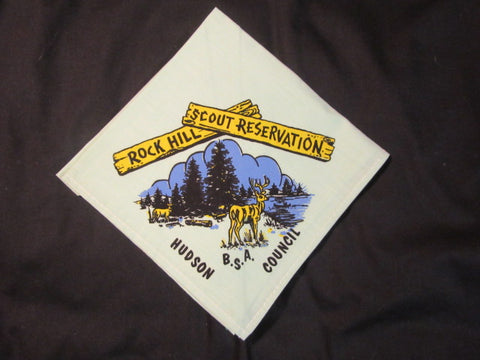 ROCK HILL
SCOUT RESERVATION
HUDSON B.S.A. COUNCIL